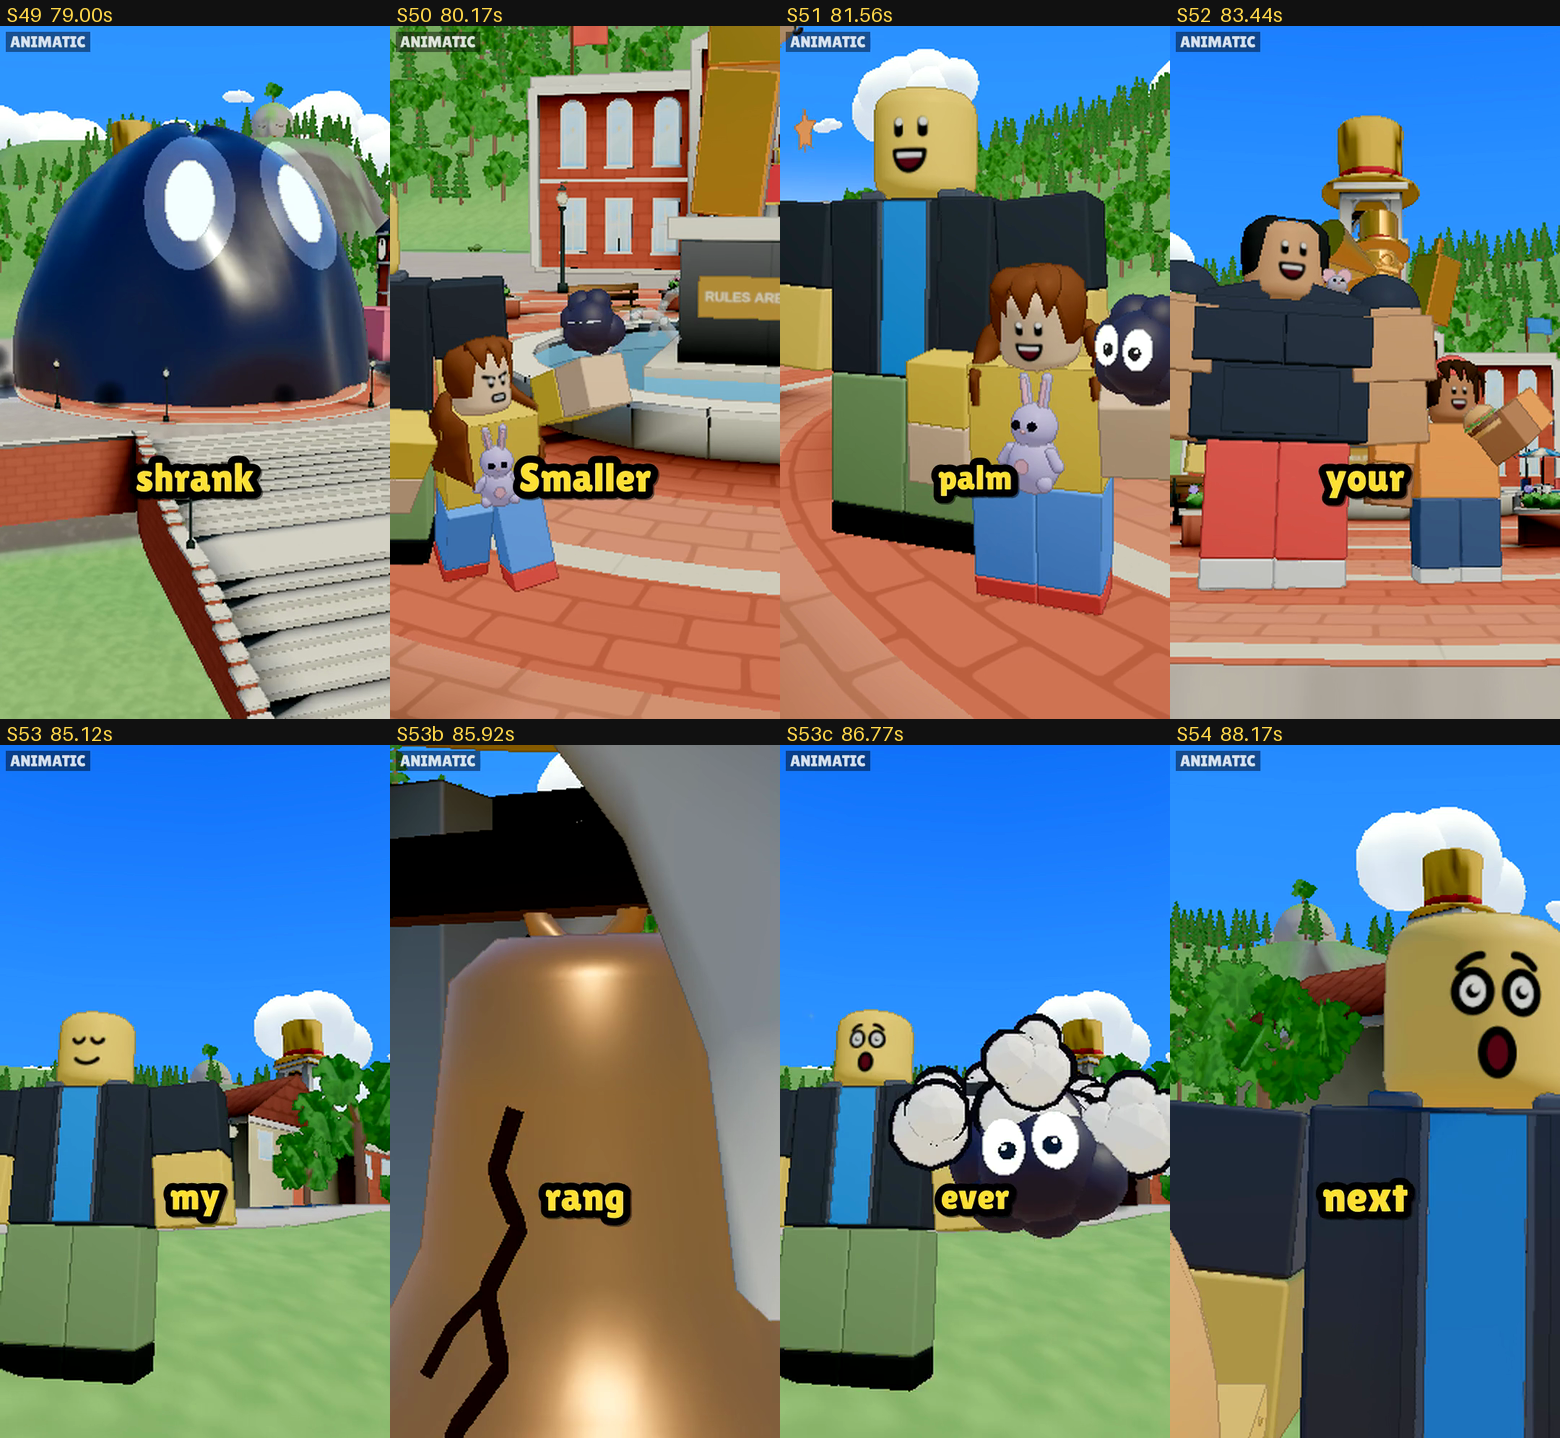 S49 79.00s
ANIMATIC
shrank
S50 80.17s
ANIMATIC
RULES ARE
Smaller
S51 81.56s
ANIMATIC
palm
S52 83.44s
ANIMATIC
your
S53 85.12s
ANIMATIC
my
S53b 85.92s
ANIMATIC
rang
S53c 86.77s
ANIMATIC
ever
S54 88.17s
ANIMATIC
next